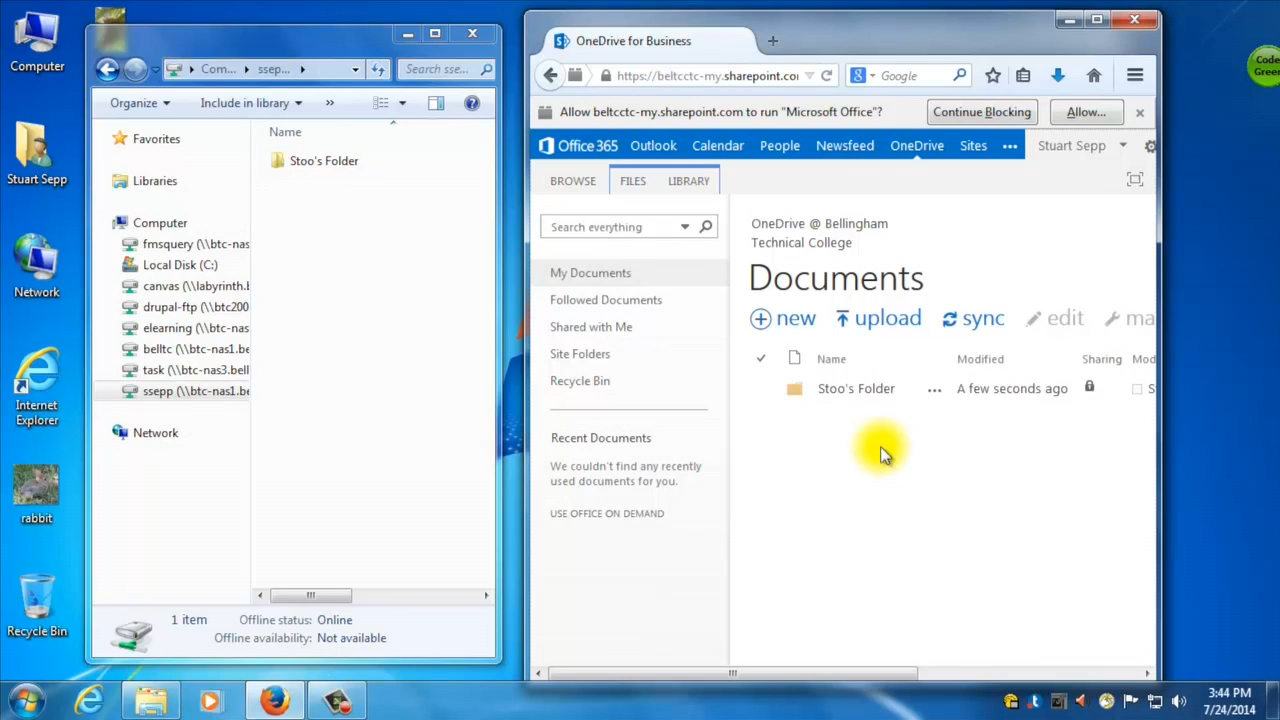 Computer
Stuart Sepp
Network
Internet
Explorer
rabbit
Recycle Bin
Com...
ssep...
Search sse...
Organize
Include in library
»
Favorites
Libraries
Computer
fmsquery (\\btc-nas
Local Disk (C:)
canvas (\\labyrinth.b
drupal-ftp (\\btc200
elearning (\\btc-nas
belltc (\\btc-nas1.be
task (\\btc-nas3.bell
ssepp (\\btc-nas1.be
Network
Name
Stoo's Folder
1 item
Offline status: Online
Offline availability: Not available
OneDrive for Business
https://beltcctc-my.sharepoint.com
Google
Allow beltcctc-my.sharepoint.com to run "Microsoft Office"?
Continue Blocking
Allow...
Office 365 Outlook Calendar People Newsfeed OneDrive Sites ••• Stuart Sepp
BROWSE FILES LIBRARY
Search everything
My Documents
Followed Documents
Shared with Me
Site Folders
Recycle Bin
Recent Documents
We couldn't find any recently
used documents for you.
USE OFFICE ON DEMAND
OneDrive @ Bellingham
Technical College
Documents
new upload sync edit ma
Name Modified Sharing Mod
Stoo's Folder ... A few seconds ago S
Code
Green
3:44 PM
7/24/2014